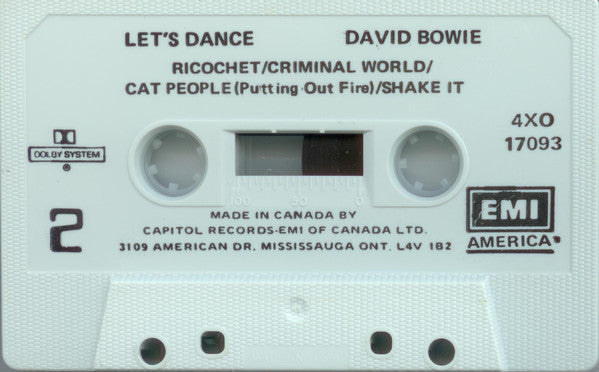 LET'S DANCE DAVID BOWIE
RICOCHET/CRIMINAL WORLD/
CAT PEOPLE (Putting Out Fire)/SHAKE IT
4XO
17093
DOLBY SYSTEM
®
100 50 0
2
MADE IN CANADA BY
CAPITOL RECORDS-EMI OF CANADA LTD.
3109 AMERICAN DR. MISSISSAUGA ONT. L4V 1B2
EMI
AMERICA®